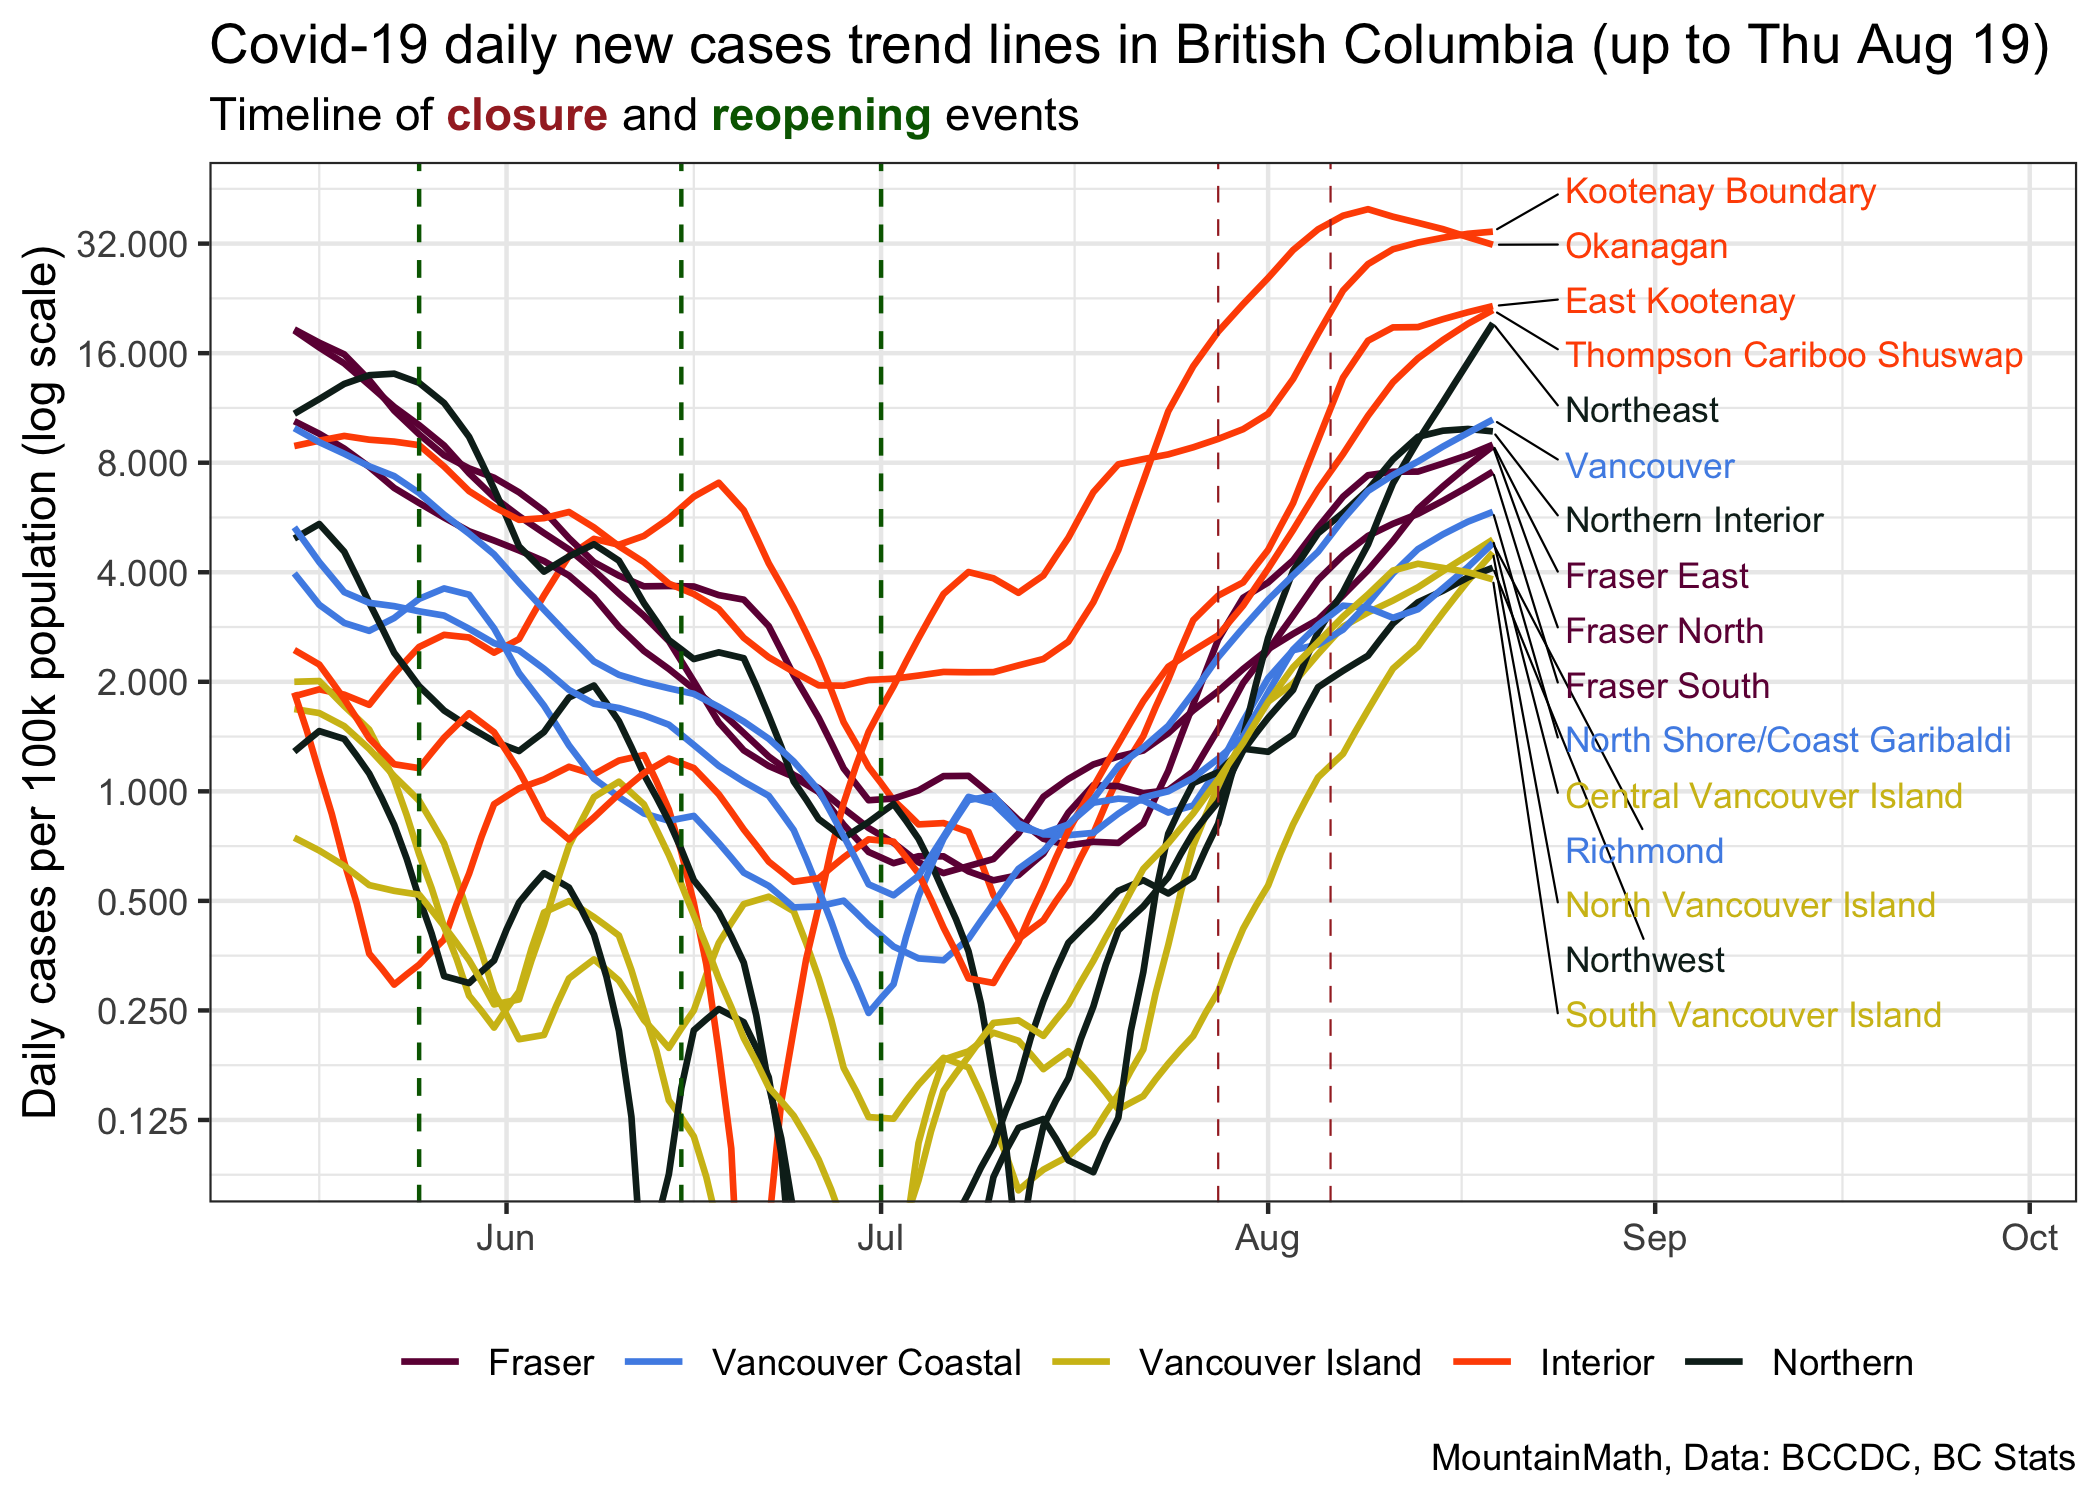 Covid-19 daily new cases trend lines in British Columbia (up to Thu Aug 19)
Timeline of closure and reopening events
Daily cases per 100k population (log scale)
32.000
16.000
8.000
4.000
2.000
1.000
0.500
0.250
0.125
Kootenay Boundary
Okanagan
East Kootenay
Thompson Cariboo Shuswap
Northeast
Vancouver
Northern Interior
Fraser East
Fraser North
Fraser South
North Shore/Coast Garibaldi
Central Vancouver Island
Richmond
North Vancouver Island
Northwest
South Vancouver Island
Jun Jul Aug Sep Oct
Fraser Vancouver Coastal Vancouver Island Interior Northern
MountainMath, Data: BCCDC, BC Stats